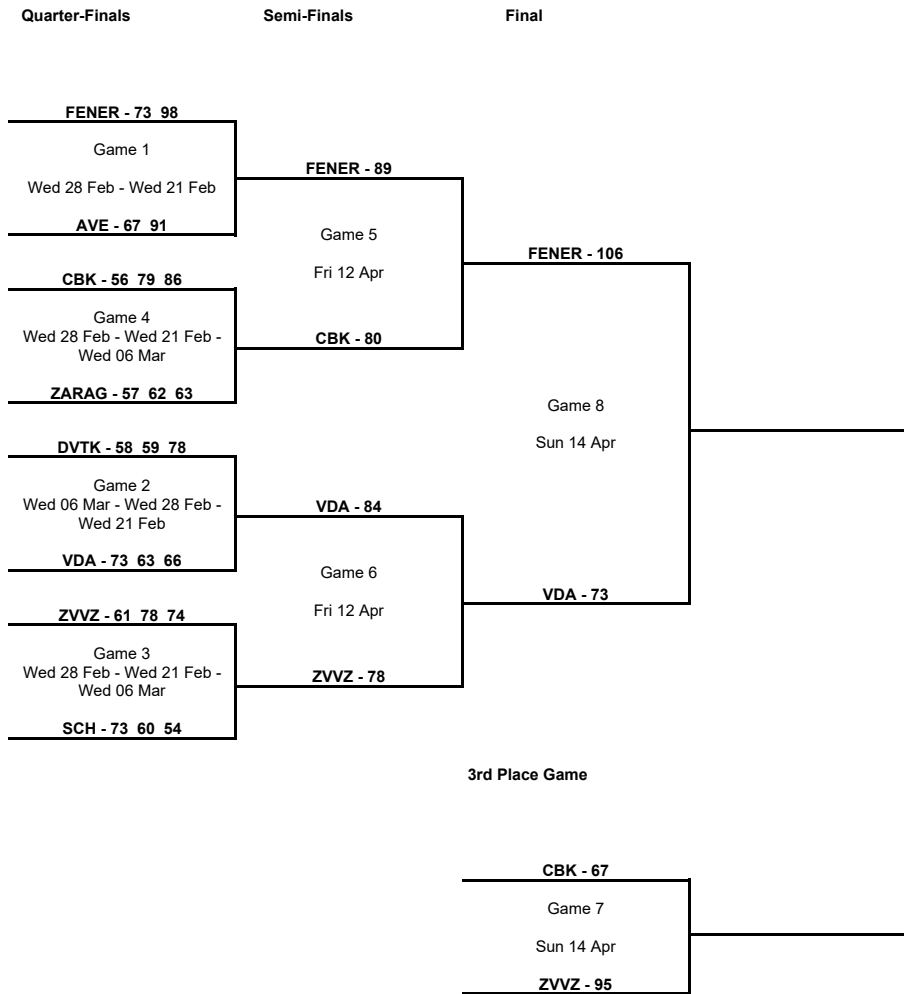 Quarter-Finals
Semi-Finals
Final
FENER - 73 98
Game 1
Wed 28 Feb - Wed 21 Feb
AVE - 67 91
CBK - 56 79 86
Game 4
Wed 28 Feb - Wed 21 Feb -
Wed 06 Mar
ZARAG - 57 62 63
DVTK - 58 59 78
Game 2
Wed 06 Mar - Wed 28 Feb -
Wed 21 Feb
VDA - 73 63 66
ZVVZ - 61 78 74
Game 3
Wed 28 Feb - Wed 21 Feb -
Wed 06 Mar
SCH - 73 60 54
FENER - 89
Game 5
Fri 12 Apr
CBK - 80
VDA - 84
Game 6
Fri 12 Apr
ZVVZ - 78
FENER - 106
Game 8
Sun 14 Apr
VDA - 73
3rd Place Game
CBK - 67
Game 7
Sun 14 Apr
ZVVZ - 95